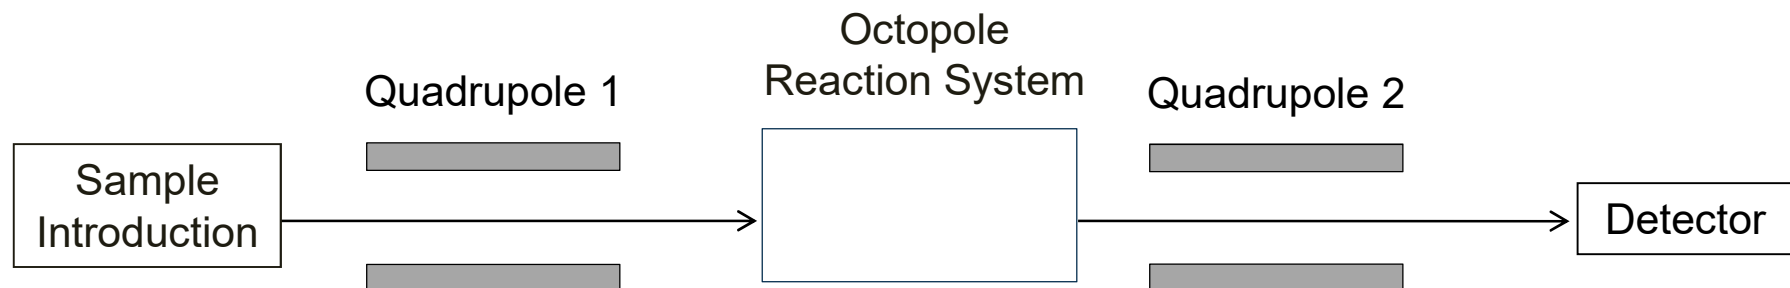 Octopole
Reaction System
Quadrupole 1
Quadrupole 2
Sample
Introduction
Detector